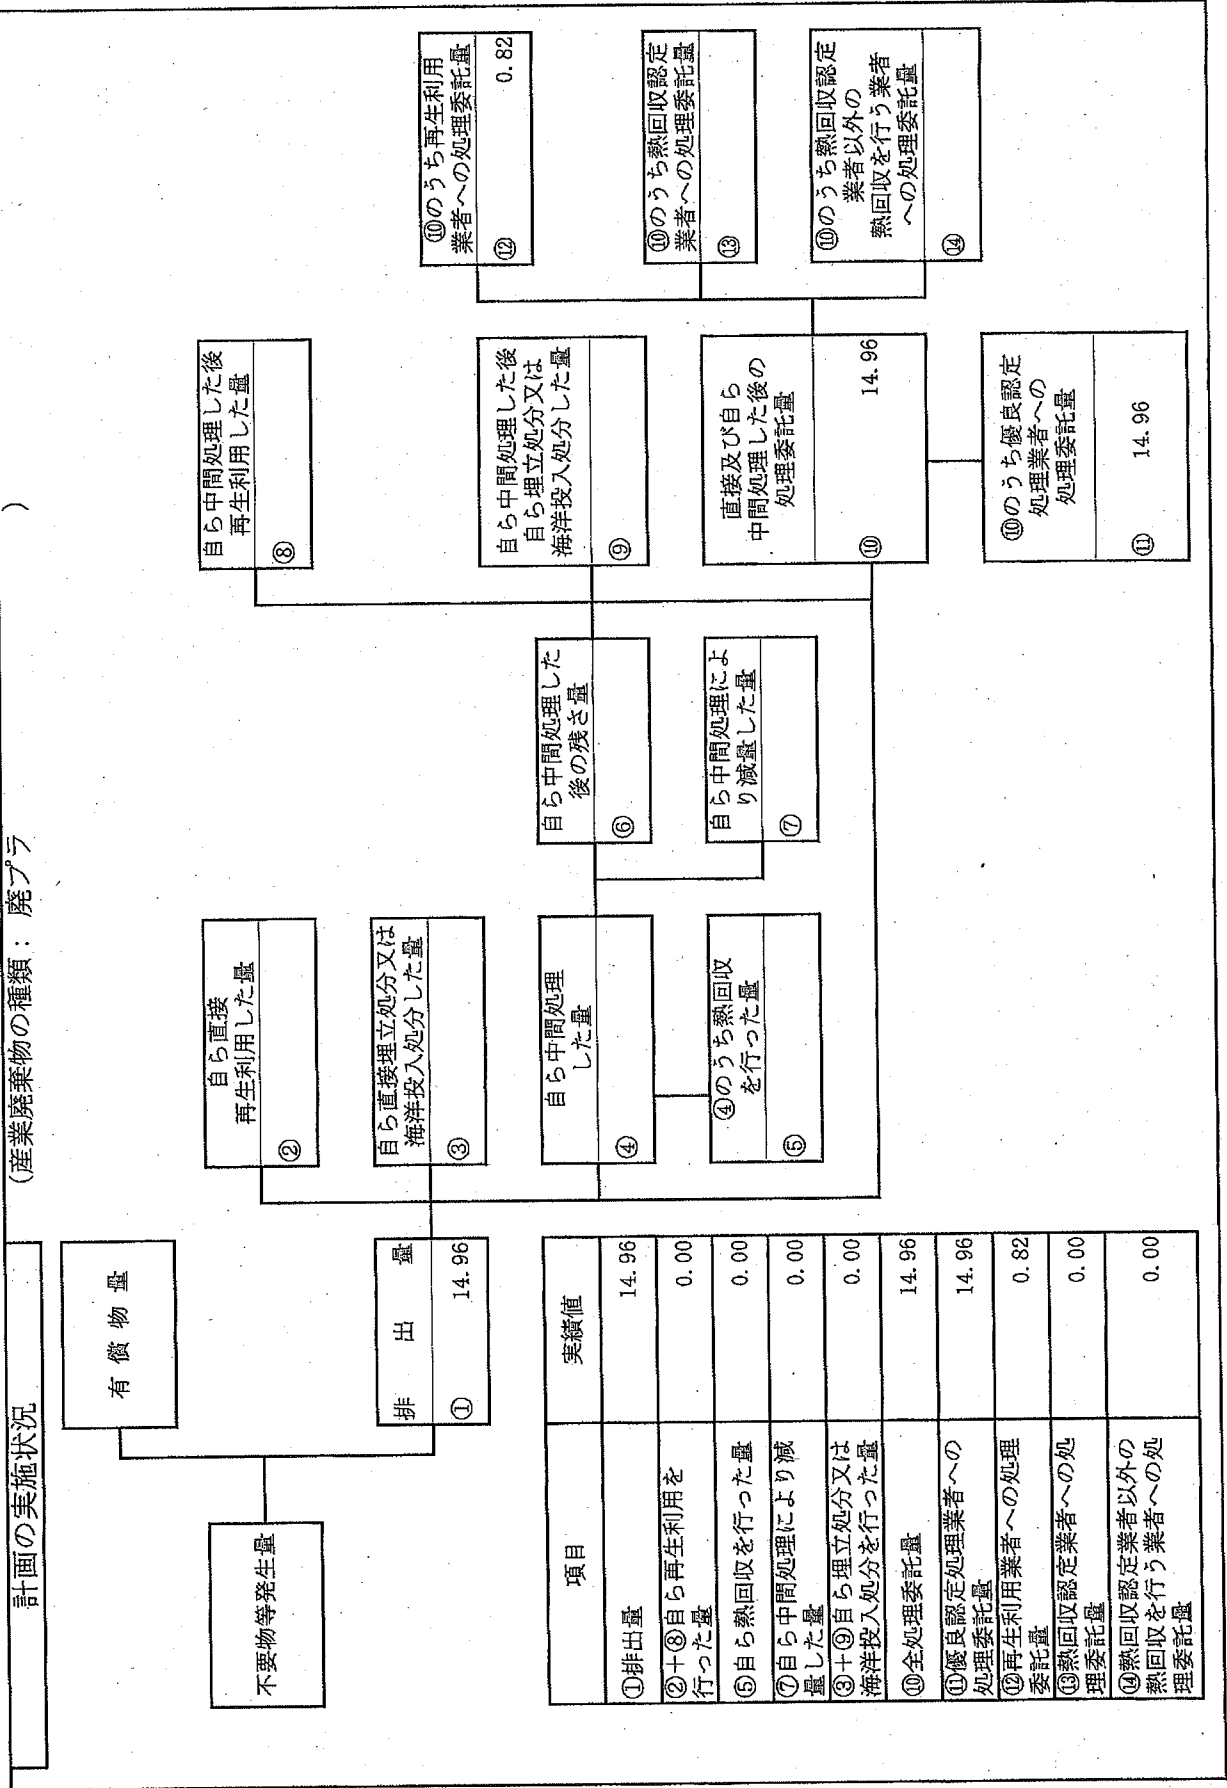 計画の実施状況
(産業廃棄物の種類：廃プラ
)
不要物等発生量
有償物量
排出量
① 14.96
自ら直接
再生利用した量
②
自ら直接埋立処分又は
海洋投入処分した量
③
自ら中間処理
した量
④
④のうち熱回収
を行った量
⑤
自ら中間処理した
後の残さ量
⑥
自ら中間処理によ
り減量した量
⑦
自ら中間処理した後
再生利用した量
⑧
自ら中間処理した後
自ら埋立処分又は
海洋投入処分した量
⑨
直接及び自ら
中間処理した後の
処理委託量
⑩ 14.96
⑩のうち優良認定
処理業者への
処理委託量
⑪ 14.96
⑩のうち再生利用
業者への処理委託量
⑫ 0.82
⑩のうち熱回収認定
業者への処理委託量
⑬
⑩のうち熱回収認定
業者以外の
熱回収を行う業者
への処理委託量
⑭
項目 実績値
①排出量 14.96
②＋⑧自ら再生利用を
行った量 0.00
⑤自ら熱回収を行った量 0.00
⑦自ら中間処理により減
量した量 0.00
③＋⑨自ら埋立処分又は
海洋投入処分を行った量 0.00
⑩全処理委託量 14.96
⑪優良認定処理業者への
処理委託量 14.96
⑫再生利用業者への処理
委託量 0.82
⑬熱回収認定業者への処
理委託量 0.00
⑭熱回収認定業者以外の
熱回収を行う業者への処
理委託量 0.00